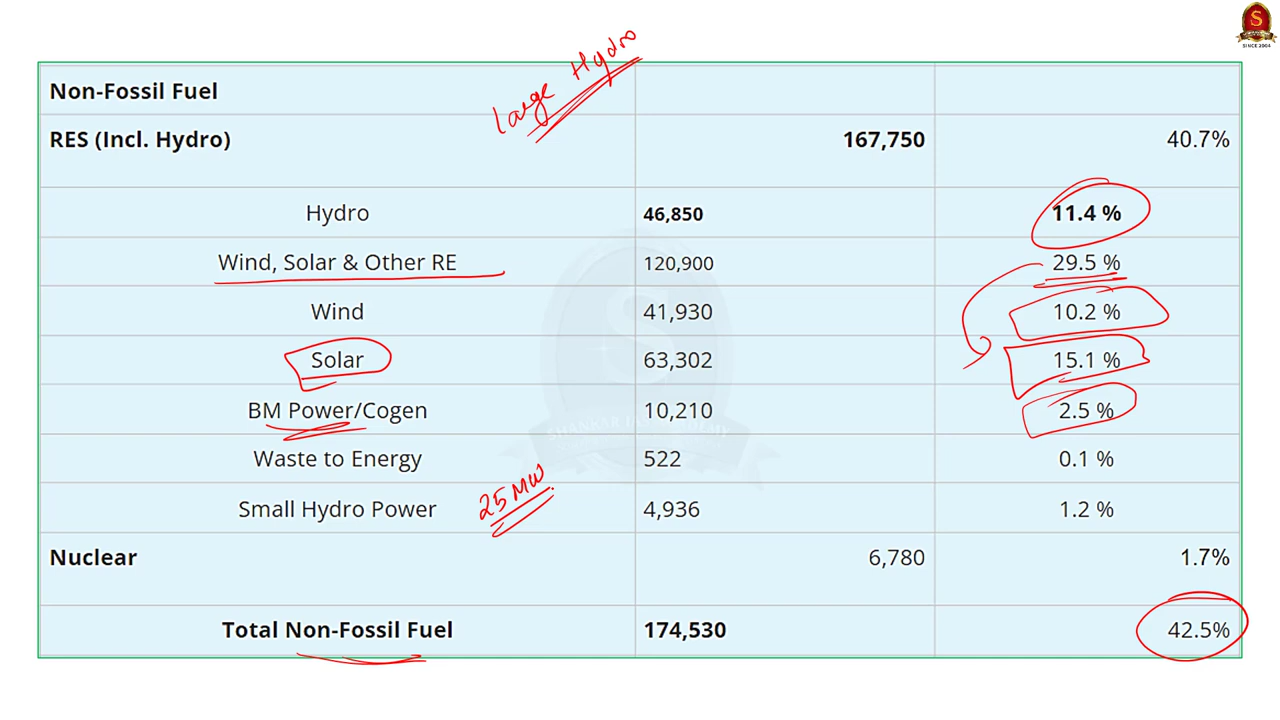 SINCE 2004
Large Hydro
Non-Fossil Fuel
RES (Incl. Hydro) 167,750 40.7%
Hydro 46,850 11.4 %
Wind, Solar & Other RE 120,900 29.5 %
Wind 41,930 10.2 %
Solar 63,302 15.1 %
BM Power/Cogen 10,210 2.5 %
Waste to Energy 522 0.1 %
25 MW
Small Hydro Power 4,936 1.2 %
Nuclear 6,780 1.7%
Total Non-Fossil Fuel 174,530 42.5%